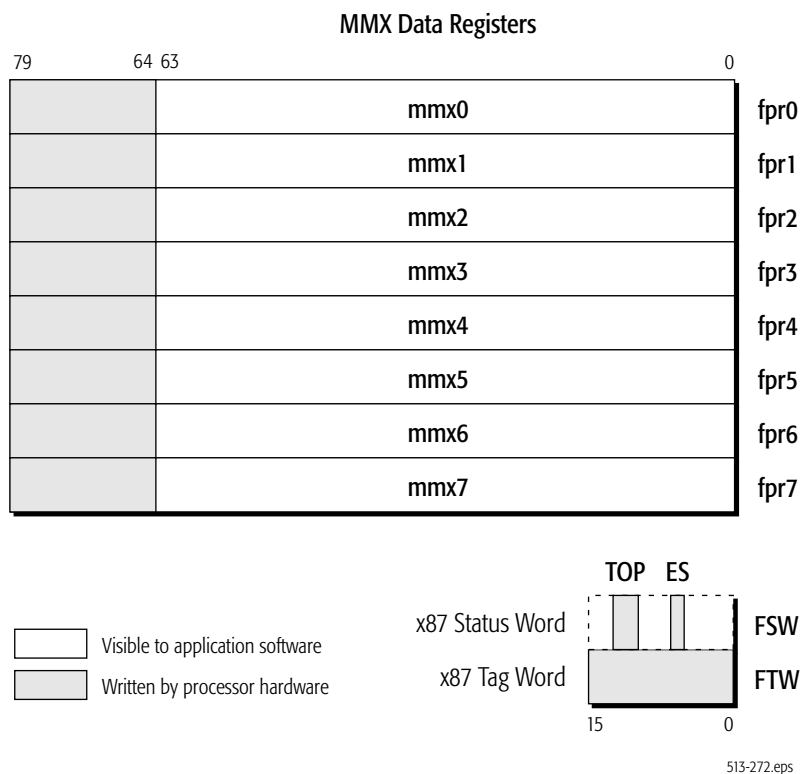 MMX Data Registers
79 64 63 0
mmx0 fpr0
mmx1 fpr1
mmx2 fpr2
mmx3 fpr3
mmx4 fpr4
mmx5 fpr5
mmx6 fpr6
mmx7 fpr7
TOP ES
x87 Status Word FSW
Visible to application software
x87 Tag Word FTW
Written by processor hardware
15 0
513-272.eps